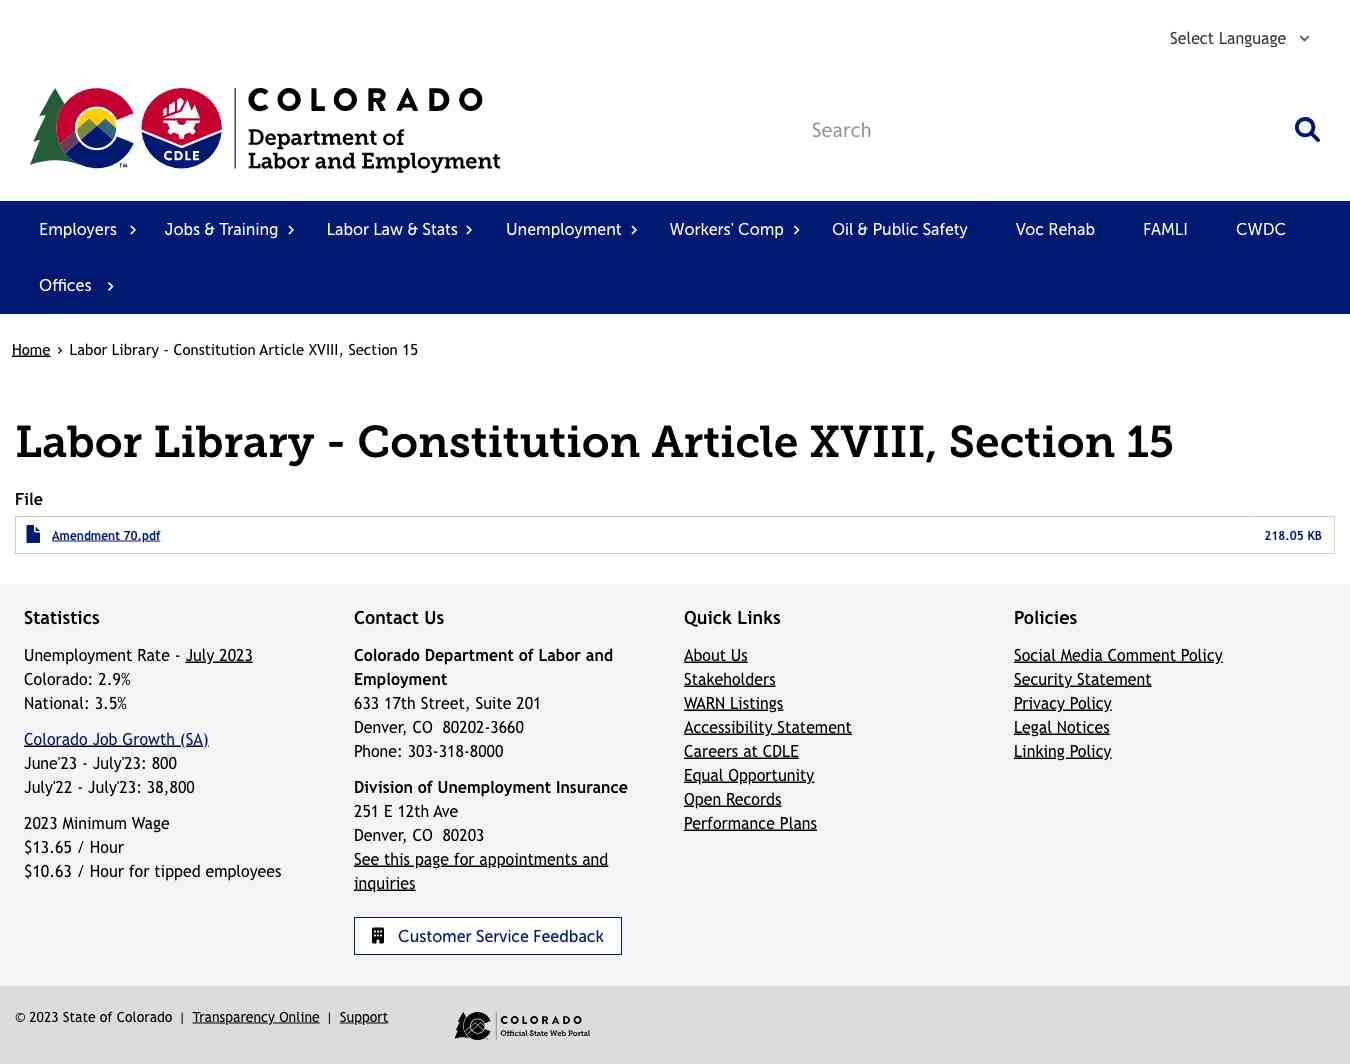 Select Language
CDLE
TM
COLORADO
Department of
Labor and Employment
Search
Employers
Jobs & Training
Labor Law & Stats
Unemployment
Workers' Comp
Oil & Public Safety
Voc Rehab
FAMLI
CWDC
Offices
Home › Labor Library - Constitution Article XVIII, Section 15
Labor Library - Constitution Article XVIII, Section 15
File
Amendment 70.pdf
218.05 KB
Statistics
Unemployment Rate - July 2023
Colorado: 2.9%
National: 3.5%
Colorado Job Growth (SA)
June'23 - July'23: 800
July'22 - July'23: 38,800
2023 Minimum Wage
$13.65 / Hour
$10.63 / Hour for tipped employees
Contact Us
Colorado Department of Labor and
Employment
633 17th Street, Suite 201
Denver, CO  80202-3660
Phone: 303-318-8000
Division of Unemployment Insurance
251 E 12th Ave
Denver, CO  80203
See this page for appointments and
inquiries
Customer Service Feedback
Quick Links
About Us
Stakeholders
WARN Listings
Accessibility Statement
Careers at CDLE
Equal Opportunity
Open Records
Performance Plans
Policies
Social Media Comment Policy
Security Statement
Privacy Policy
Legal Notices
Linking Policy
© 2023 State of Colorado | Transparency Online | Support
COLORADO
Official State Web Portal